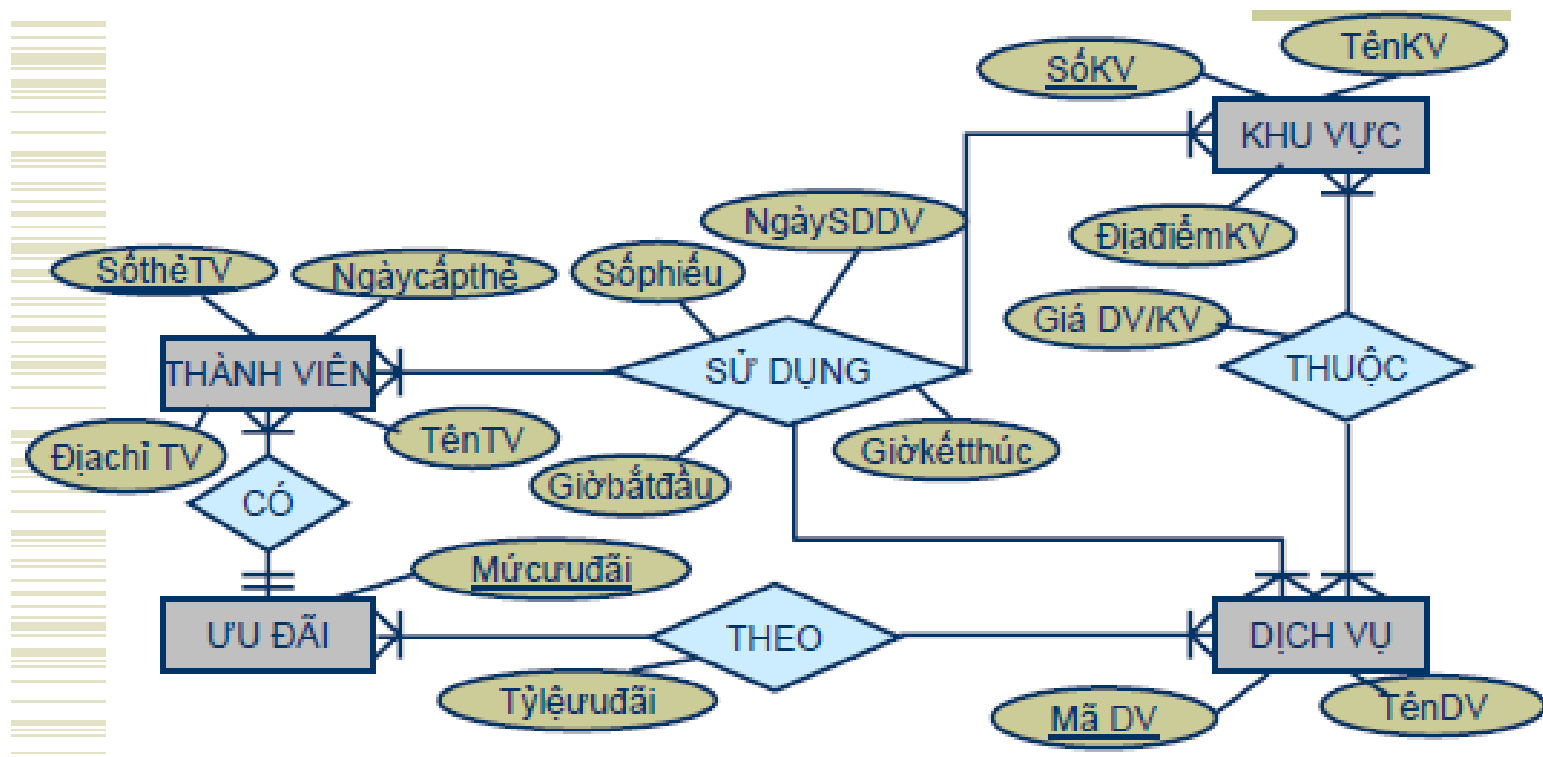 TênKV
SốKV
KHU VỰC
ĐịađiểmKV
NgàySDDV
SốthẻTV
Ngàycấpthẻ
Sốphiếu
Giá DV/KV
THÀNH VIÊN
SỬ DỤNG
THUỘC
Địachỉ TV
TênTV
Giờkếtthúc
Giờbắtđầu
CÓ
Mứcưuđãi
ƯU ĐÃI
THEO
DỊCH VỤ
Tỷlệưuđãi
Mã DV
TênDV